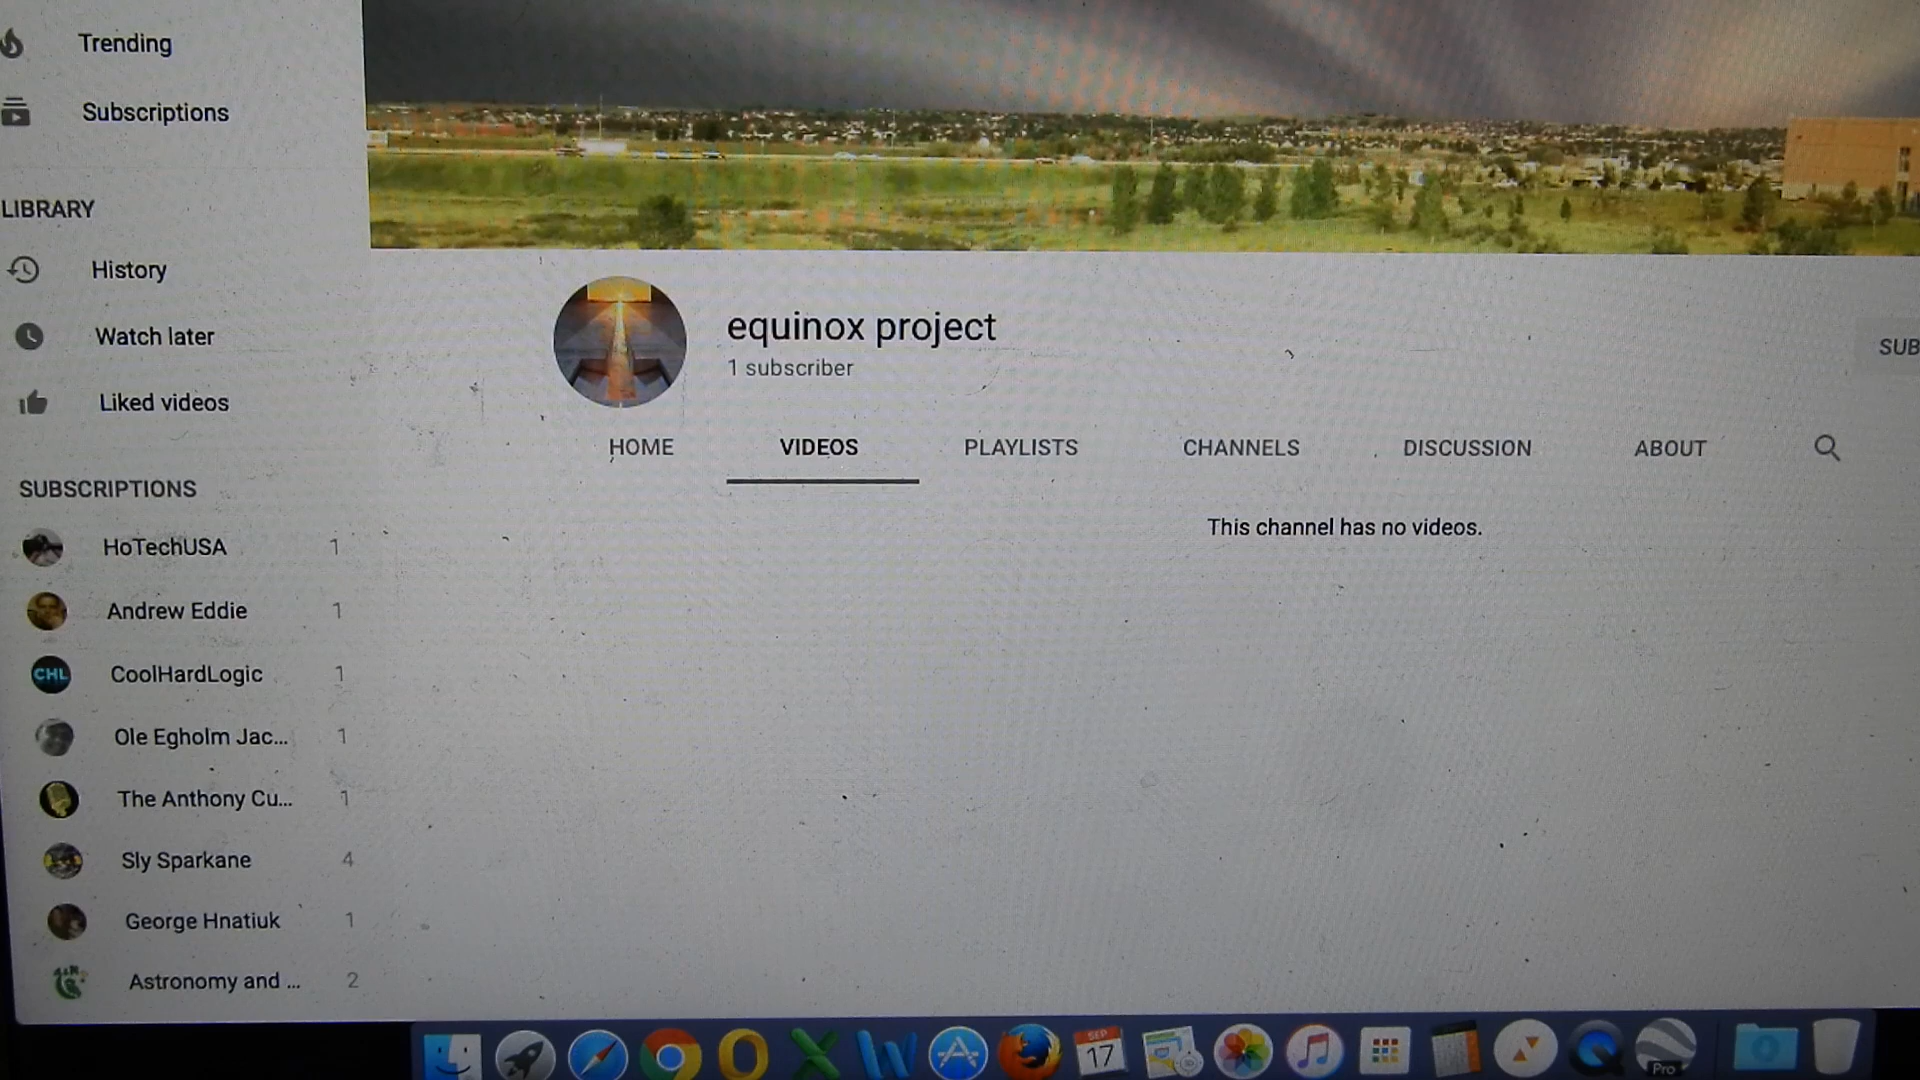 Trending
Subscriptions
LIBRARY
History
Watch later
Liked videos
SUBSCRIPTIONS
HoTechUSA 1
Andrew Eddie 1
CHL CoolHardLogic 1
Ole Egholm Jac... 1
The Anthony Cu... 1
Sly Sparkane 4
George Hnatiuk 1
Astronomy and ... 2
equinox project
1 subscriber
SUB
HOME VIDEOS PLAYLISTS CHANNELS DISCUSSION ABOUT
This channel has no videos.
SEP
17
Pro